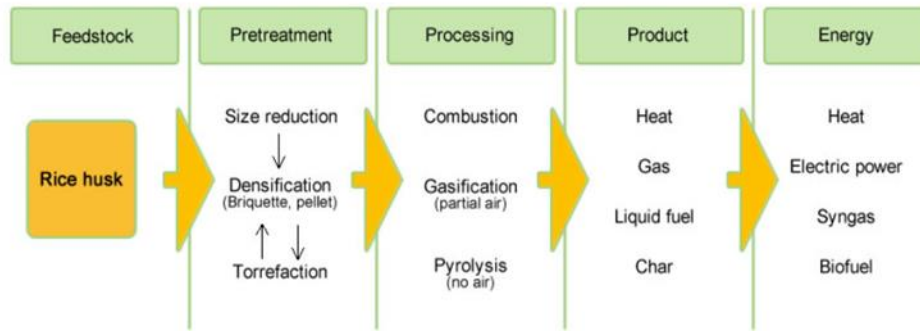 Feedstock
Pretreatment
Processing
Product
Energy
Rice husk
Size reduction
Densification
(Briquette, pellet)
Torrefaction
Combustion
Gasification
(partial air)
Pyrolysis
(no air)
Heat
Gas
Liquid fuel
Char
Heat
Electric power
Syngas
Biofuel